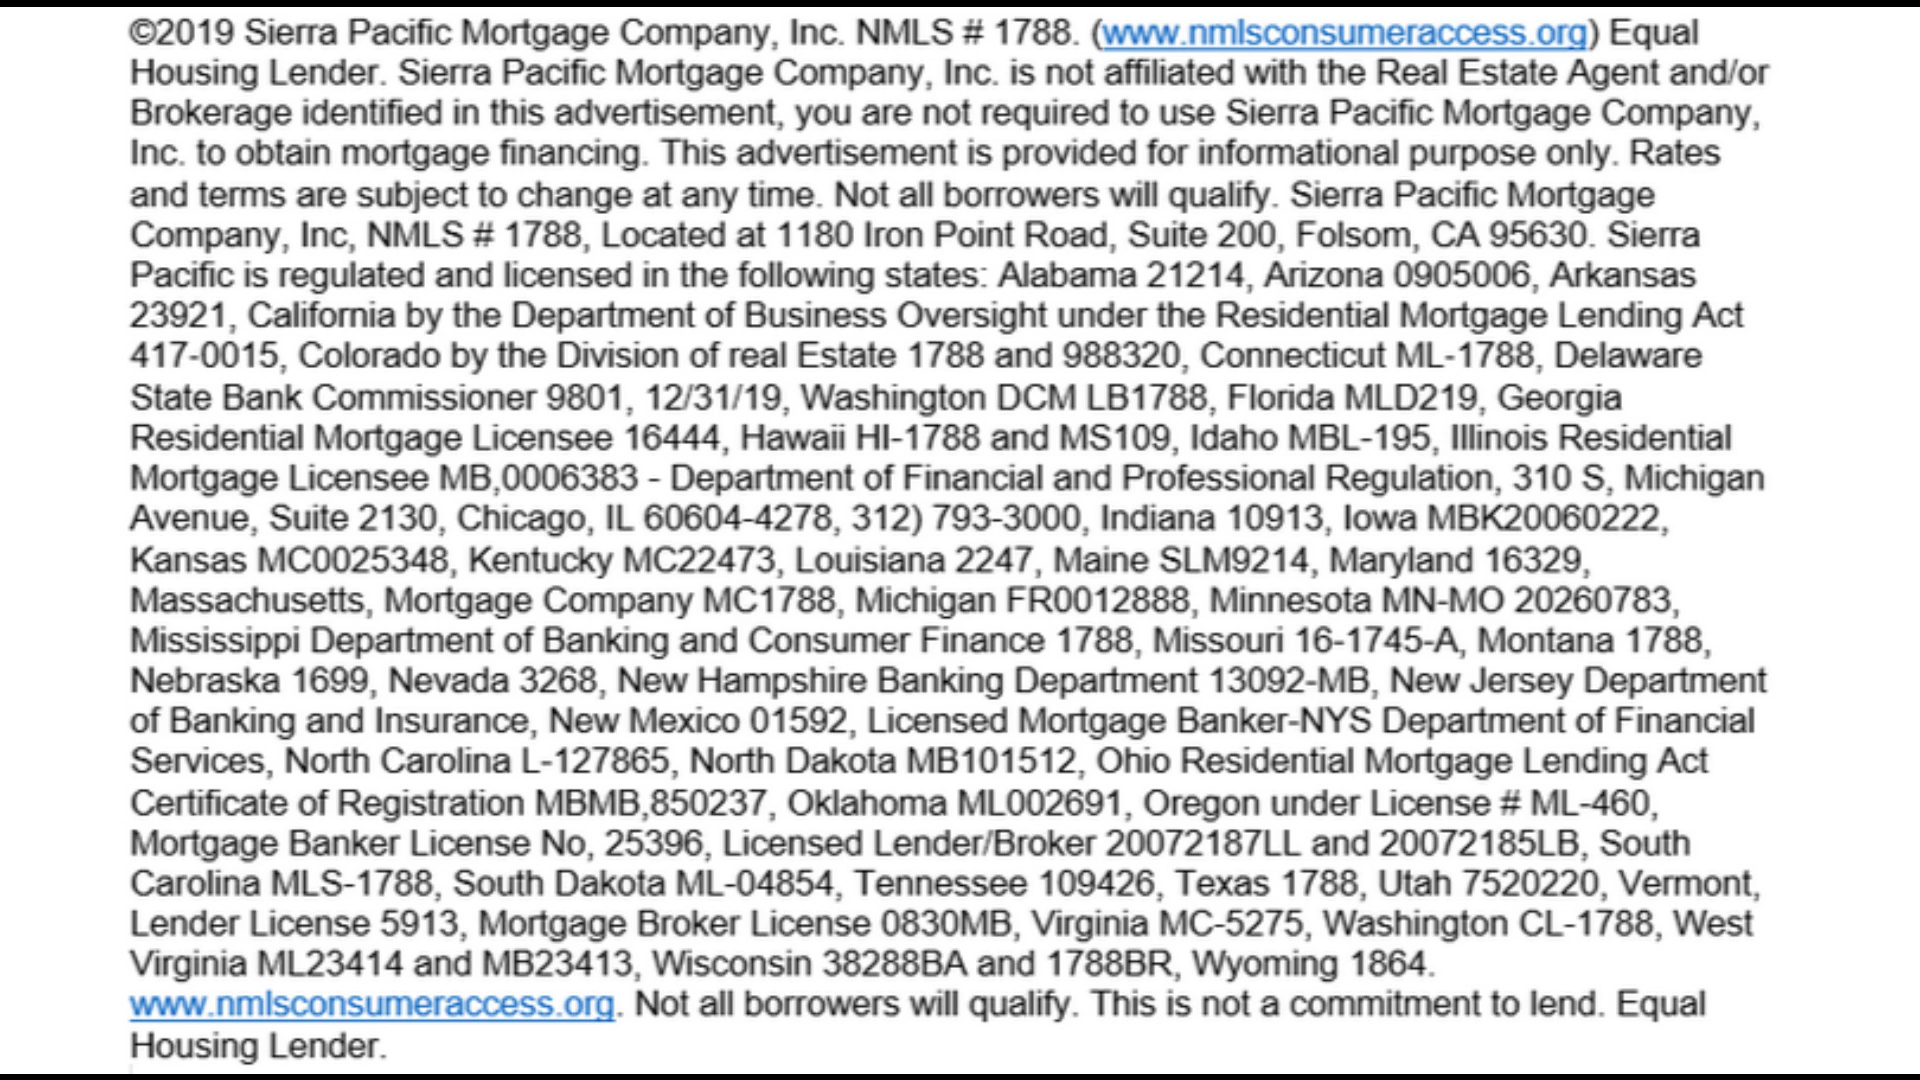 ©2019 Sierra Pacific Mortgage Company, Inc. NMLS # 1788. (www.nmlsconsumeraccess.org) Equal
Housing Lender. Sierra Pacific Mortgage Company, Inc. is not affiliated with the Real Estate Agent and/or
Brokerage identified in this advertisement, you are not required to use Sierra Pacific Mortgage Company,
Inc. to obtain mortgage financing. This advertisement is provided for informational purpose only. Rates
and terms are subject to change at any time. Not all borrowers will qualify. Sierra Pacific Mortgage
Company, Inc, NMLS # 1788, Located at 1180 Iron Point Road, Suite 200, Folsom, CA 95630. Sierra
Pacific is regulated and licensed in the following states: Alabama 21214, Arizona 0905006, Arkansas
23921, California by the Department of Business Oversight under the Residential Mortgage Lending Act
417-0015, Colorado by the Division of real Estate 1788 and 988320, Connecticut ML-1788, Delaware
State Bank Commissioner 9801, 12/31/19, Washington DCM LB1788, Florida MLD219, Georgia
Residential Mortgage Licensee 16444, Hawaii HI-1788 and MS109, Idaho MBL-195, Illinois Residential
Mortgage Licensee MB,0006383 - Department of Financial and Professional Regulation, 310 S, Michigan
Avenue, Suite 2130, Chicago, IL 60604-4278, 312) 793-3000, Indiana 10913, Iowa MBK20060222,
Kansas MC0025348, Kentucky MC22473, Louisiana 2247, Maine SLM9214, Maryland 16329,
Massachusetts, Mortgage Company MC1788, Michigan FR0012888, Minnesota MN-MO 20260783,
Mississippi Department of Banking and Consumer Finance 1788, Missouri 16-1745-A, Montana 1788,
Nebraska 1699, Nevada 3268, New Hampshire Banking Department 13092-MB, New Jersey Department
of Banking and Insurance, New Mexico 01592, Licensed Mortgage Banker-NYS Department of Financial
Services, North Carolina L-127865, North Dakota MB101512, Ohio Residential Mortgage Lending Act
Certificate of Registration MBMB,850237, Oklahoma ML002691, Oregon under License # ML-460,
Mortgage Banker License No, 25396, Licensed Lender/Broker 20072187LL and 20072185LB, South
Carolina MLS-1788, South Dakota ML-04854, Tennessee 109426, Texas 1788, Utah 7520220, Vermont,
Lender License 5913, Mortgage Broker License 0830MB, Virginia MC-5275, Washington CL-1788, West
Virginia ML23414 and MB23413, Wisconsin 38288BA and 1788BR, Wyoming 1864.
www.nmlsconsumeraccess.org. Not all borrowers will qualify. This is not a commitment to lend. Equal
Housing Lender.